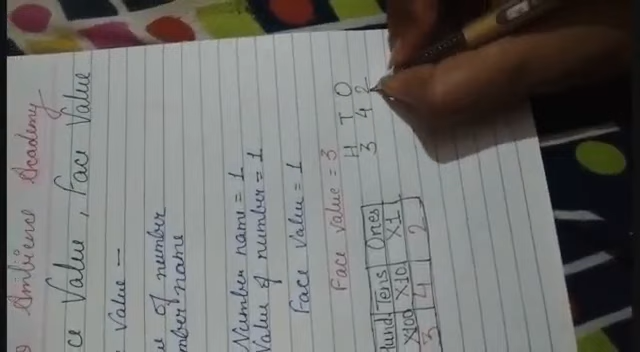 Ambience Academy
ce Value, Face Value
Value –
ue of number
mber name
Number name = 1
Value of number = 1
Face Value = 1
Face Value = 3
H T O
3 4 2
Hund Tens Ones
X100 X10 X1
3 4 2